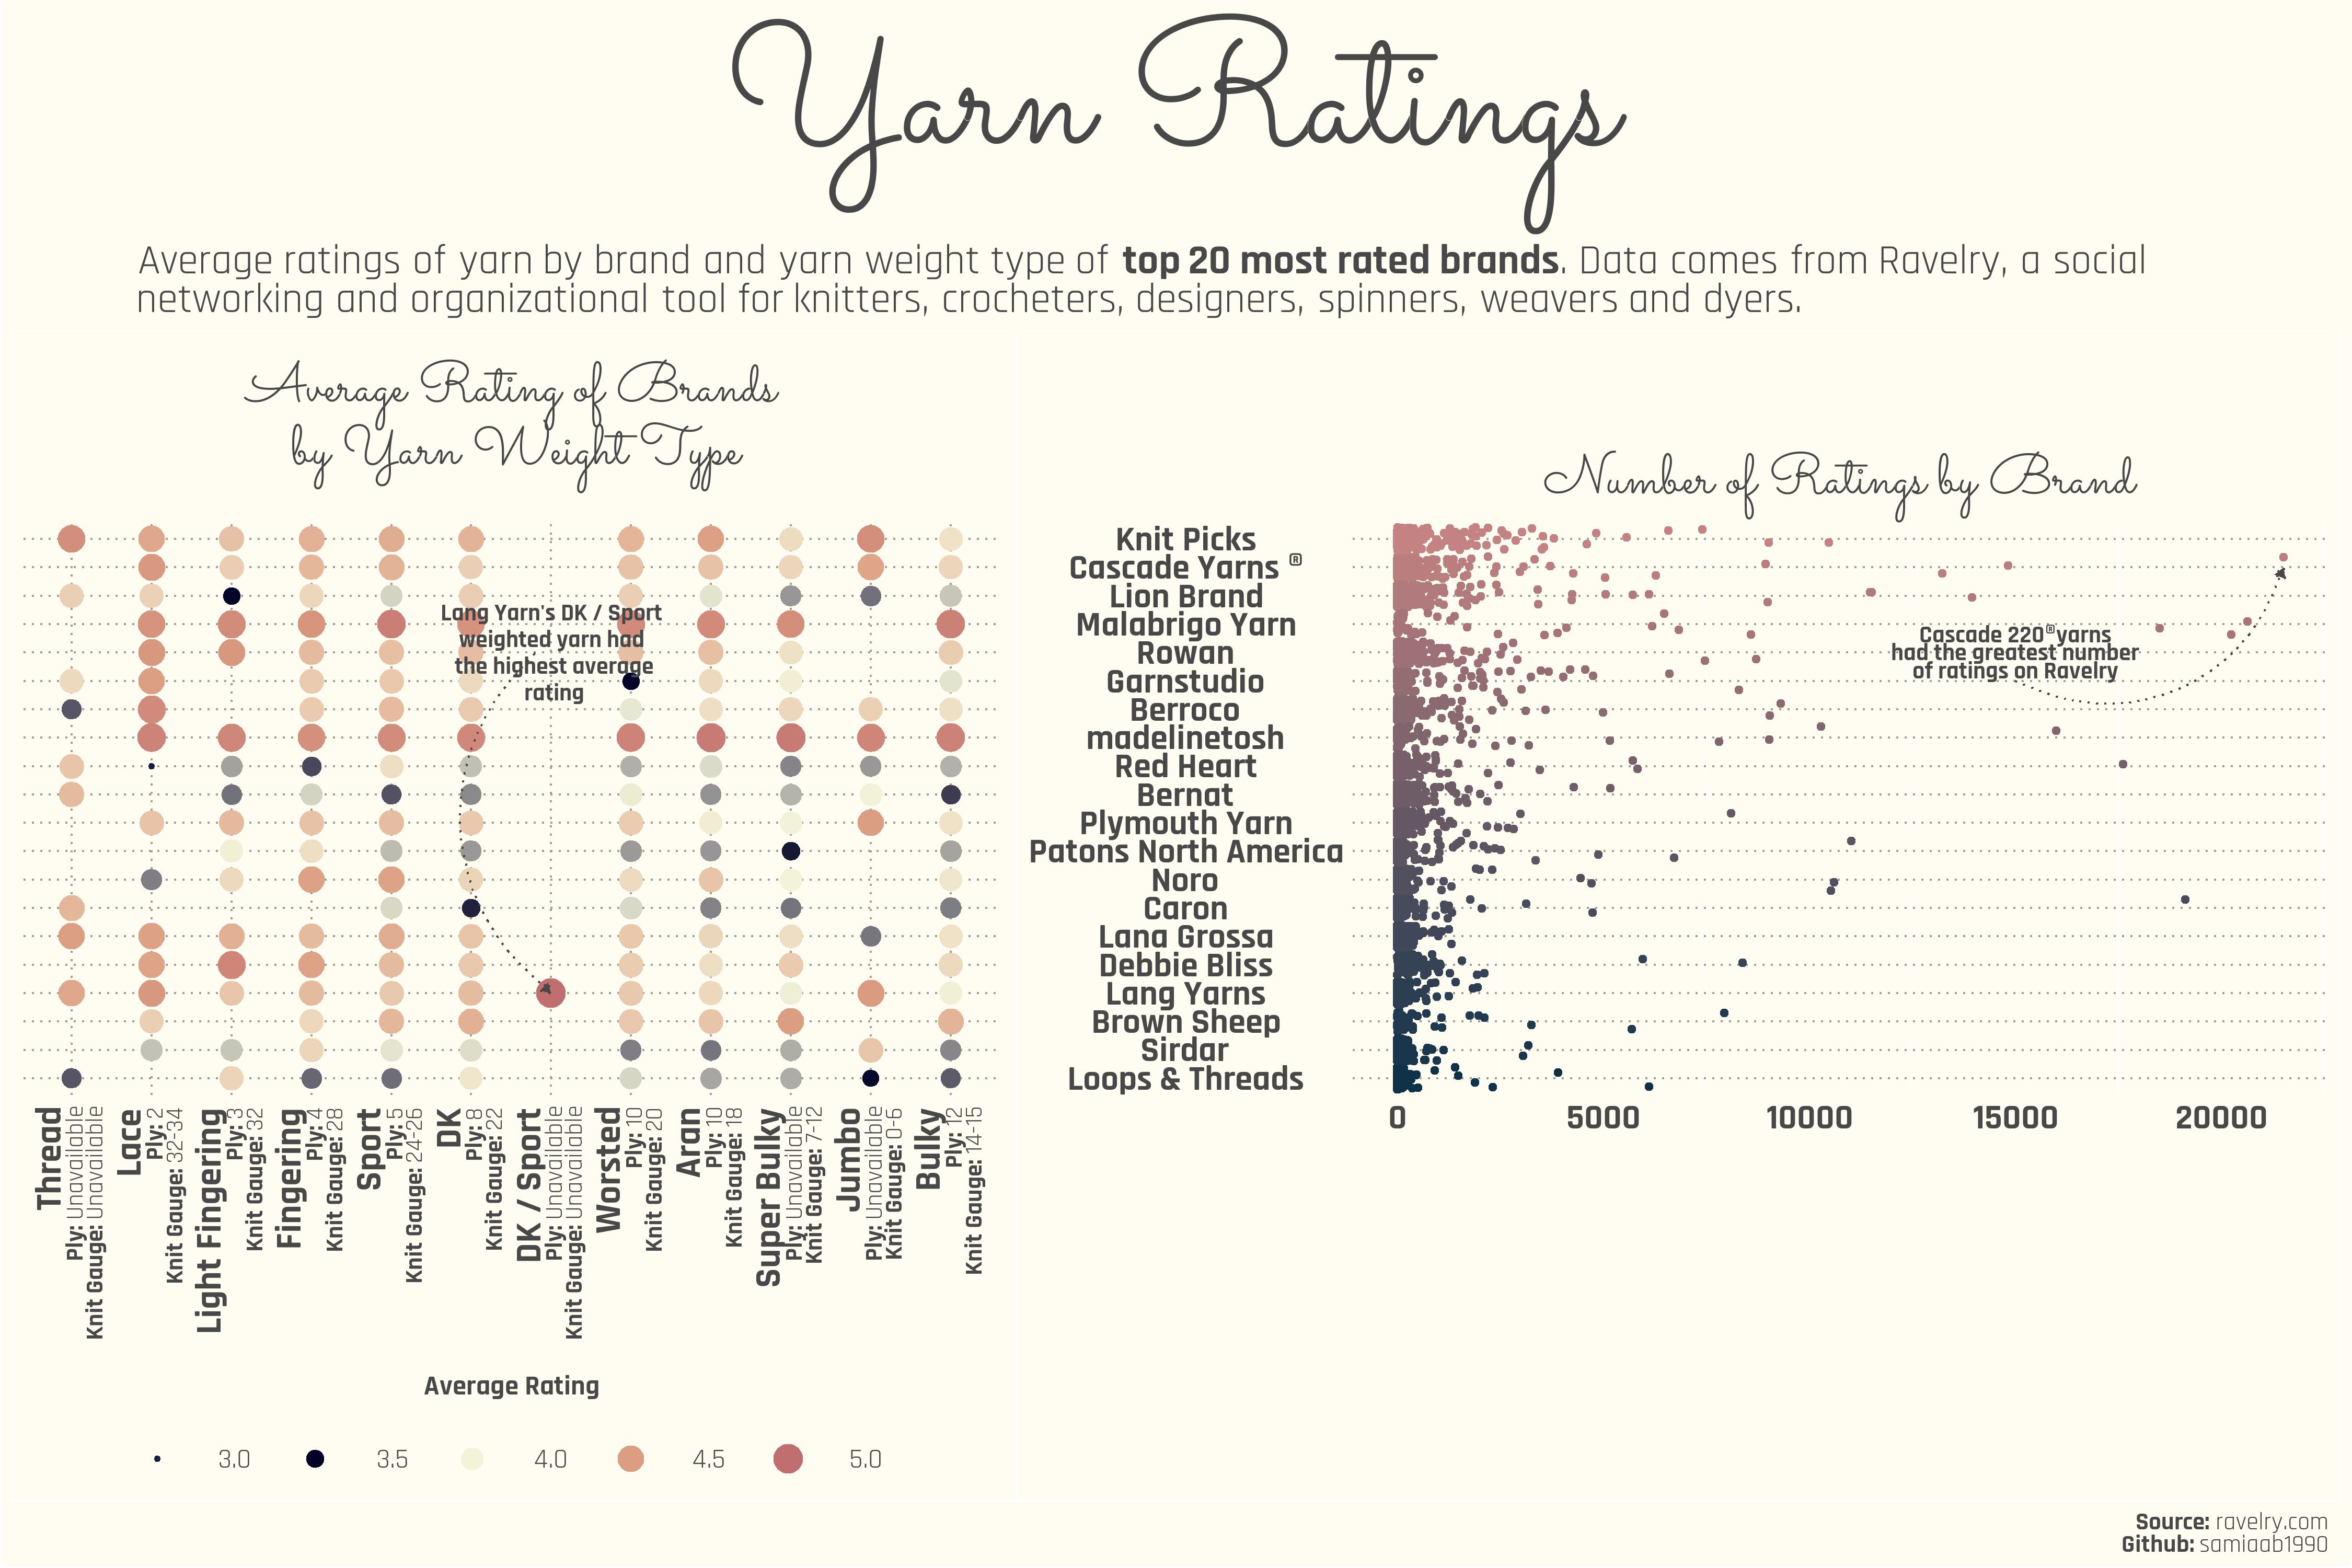 Yarn Ratings
Average ratings of yarn by brand and yarn weight type of top 20 most rated brands. Data comes from Ravelry, a social
networking and organizational tool for knitters, crocheters, designers, spinners, weavers and dyers.
Average Rating of Brands
by Yarn Weight Type
Lang Yarn's DK / Sport
weighted yarn had
the highest average
rating
Thread
Ply: Unavailable
Knit Gauge: Unavailable
Lace
Ply: 2
Knit Gauge: 32-34
Light Fingering
Ply: 3
Knit Gauge: 32
Fingering
Ply: 4
Knit Gauge: 28
Sport
Ply: 5
Knit Gauge: 24-26
DK
Ply: 8
Knit Gauge: 22
DK / Sport
Ply: Unavailable
Knit Gauge: Unavailable
Worsted
Ply: 10
Knit Gauge: 20
Aran
Ply: 10
Knit Gauge: 18
Super Bulky
Ply: Unavailable
Knit Gauge: 7-12
Jumbo
Ply: Unavailable
Knit Gauge: 0-6
Bulky
Ply: 12
Knit Gauge: 14-15
Average Rating
3.0 3.5 4.0 4.5 5.0
Number of Ratings by Brand
Knit Picks
Cascade Yarns ®
Lion Brand
Malabrigo Yarn
Rowan
Garnstudio
Berroco
madelinetosh
Red Heart
Bernat
Plymouth Yarn
Patons North America
Noro
Caron
Lana Grossa
Debbie Bliss
Lang Yarns
Brown Sheep
Sirdar
Loops & Threads
Cascade 220® yarns
had the greatest number
of ratings on Ravelry
0 5000 10000 15000 20000
Source: ravelry.com
Github: samiaab1990